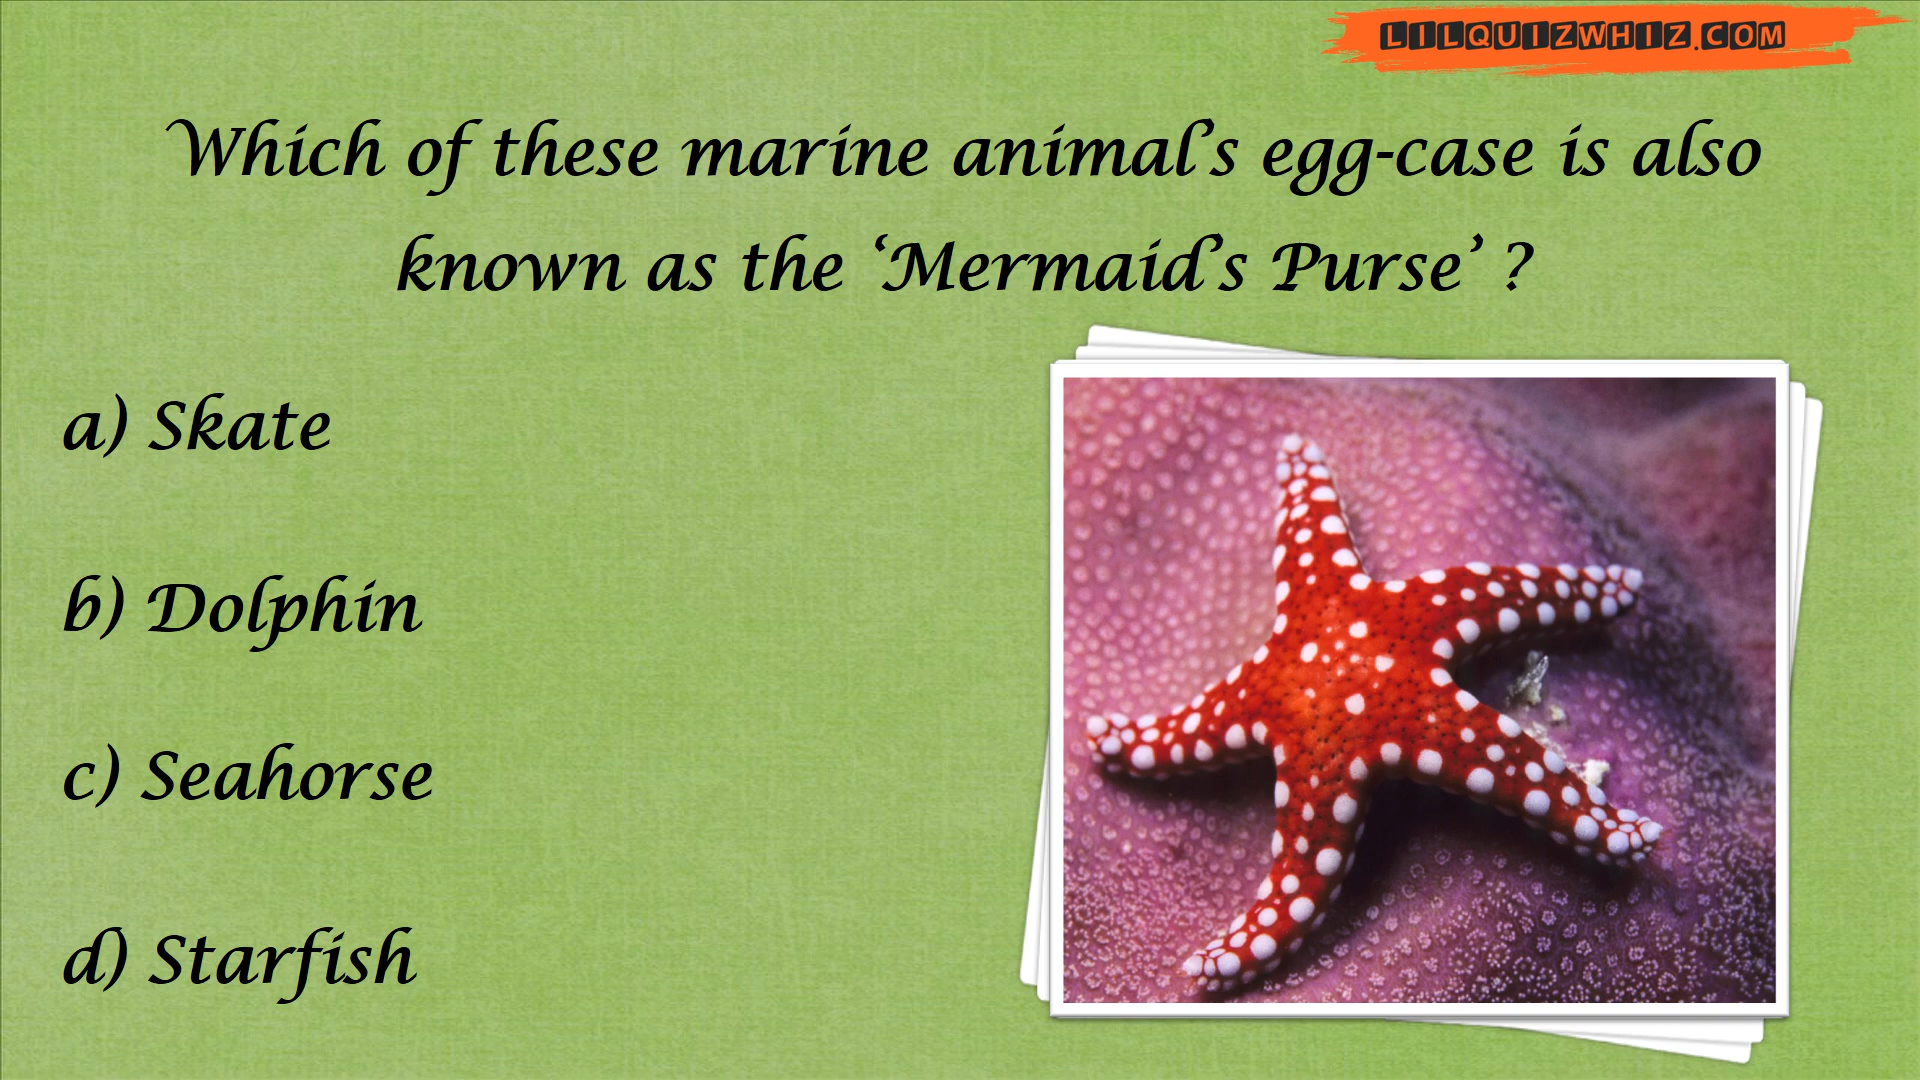 LILQUIZWHIZ.COM
Which of these marine animal’s egg-case is also
known as the ‘Mermaid’s Purse’ ?
a) Skate
b) Dolphin
c) Seahorse
d) Starfish